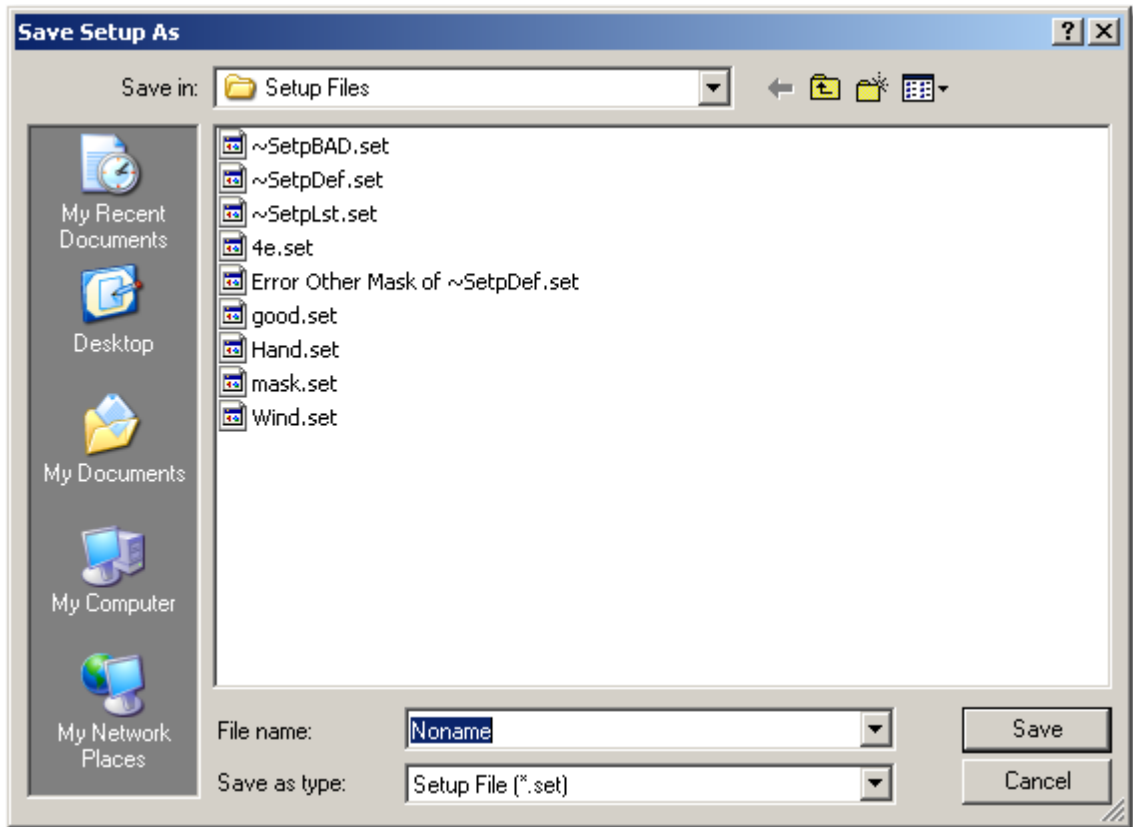 Save Setup As
Save in:
Setup Files
My Recent
Documents
Desktop
My Documents
My Computer
My Network
Places
~SetpBAD.set
~SetpDef.set
~SetpLst.set
4e.set
Error Other Mask of ~SetpDef.set
good.set
Hand.set
mask.set
Wind.set
File name:
Noname
Save
Save as type:
Setup File (*.set)
Cancel